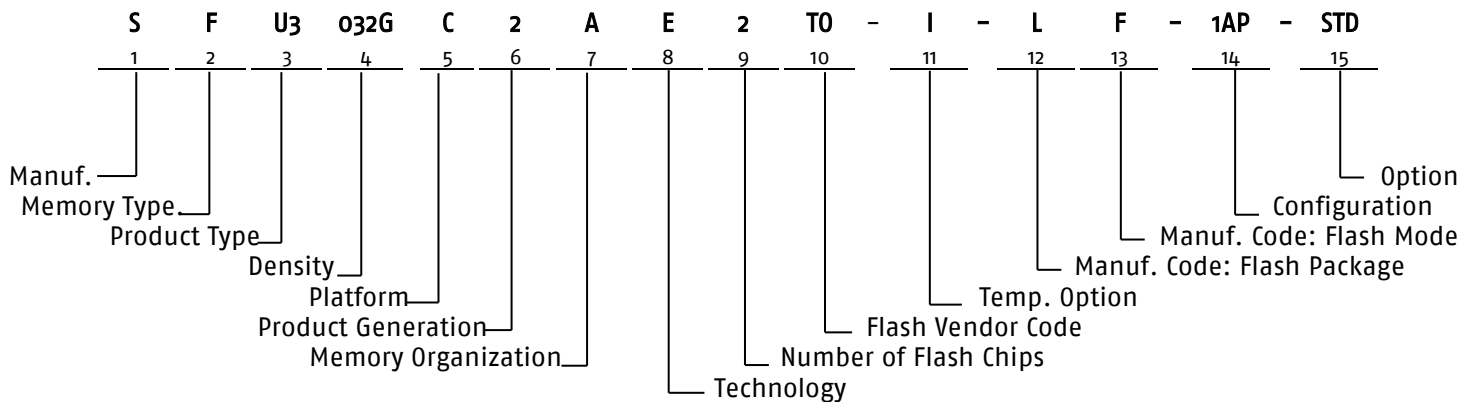 S F U3 032G C 2 A E 2 TO - I - L F - 1AP - STD
1 2 3 4 5 6 7 8 9 10 11 12 13 14 15
Manuf. Option
Memory Type. Configuration
Product Type Manuf. Code: Flash Mode
Density Manuf. Code: Flash Package
Platform Temp. Option
Product Generation Flash Vendor Code
Memory Organization Number of Flash Chips
Technology